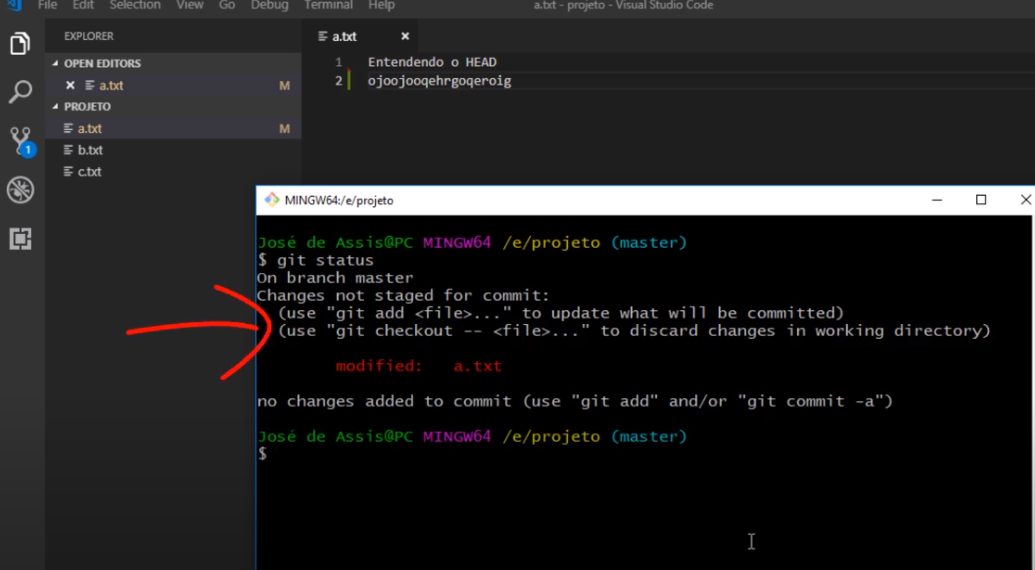 File Edit Selection View Go Debug Terminal Help a.txt - projeto - Visual Studio Code
EXPLORER
OPEN EDITORS
a.txt M
PROJETO
a.txt M
b.txt
c.txt
1
a.txt
1 Entendendo o HEAD
2 ojoojooqehrgoqeroig
MINGW64:/e/projeto
José de Assis@PC MINGW64 /e/projeto (master)
$ git status
On branch master
Changes not staged for commit:
(use "git add <file>..." to update what will be committed)
(use "git checkout -- <file>..." to discard changes in working directory)
modified: a.txt
no changes added to commit (use "git add" and/or "git commit -a")
José de Assis@PC MINGW64 /e/projeto (master)
$